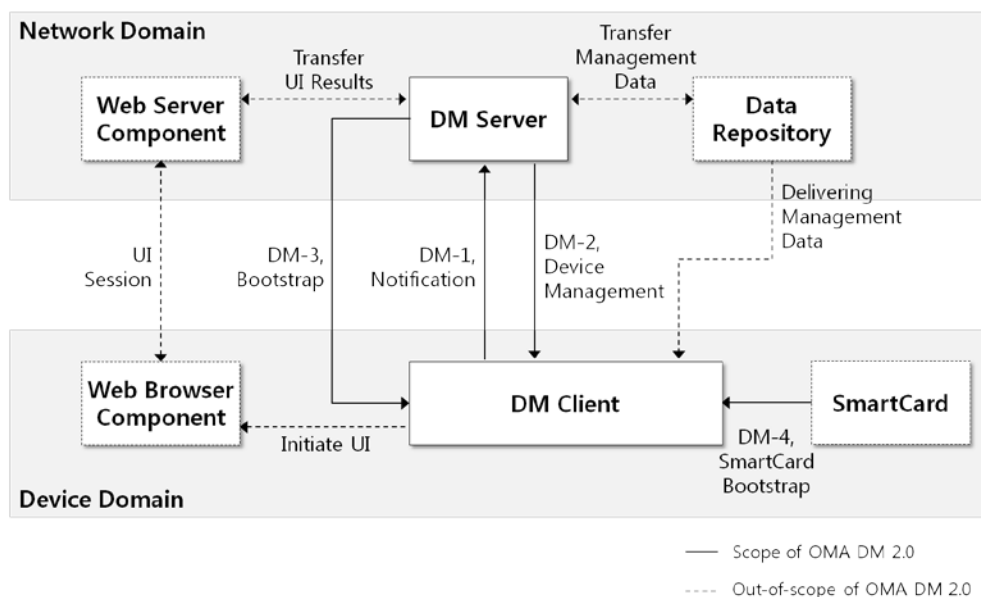 Network Domain
Transfer
UI Results
Transfer
Management
Data
Web Server
Component
DM Server
Data
Repository
UI
Session
DM-3,
Bootstrap
DM-1,
Notification
DM-2,
Device
Management
Delivering
Management
Data
Web Browser
Component
Initiate UI
DM Client
SmartCard
DM-4,
SmartCard
Bootstrap
Device Domain
Scope of OMA DM 2.0
Out-of-scope of OMA DM 2.0